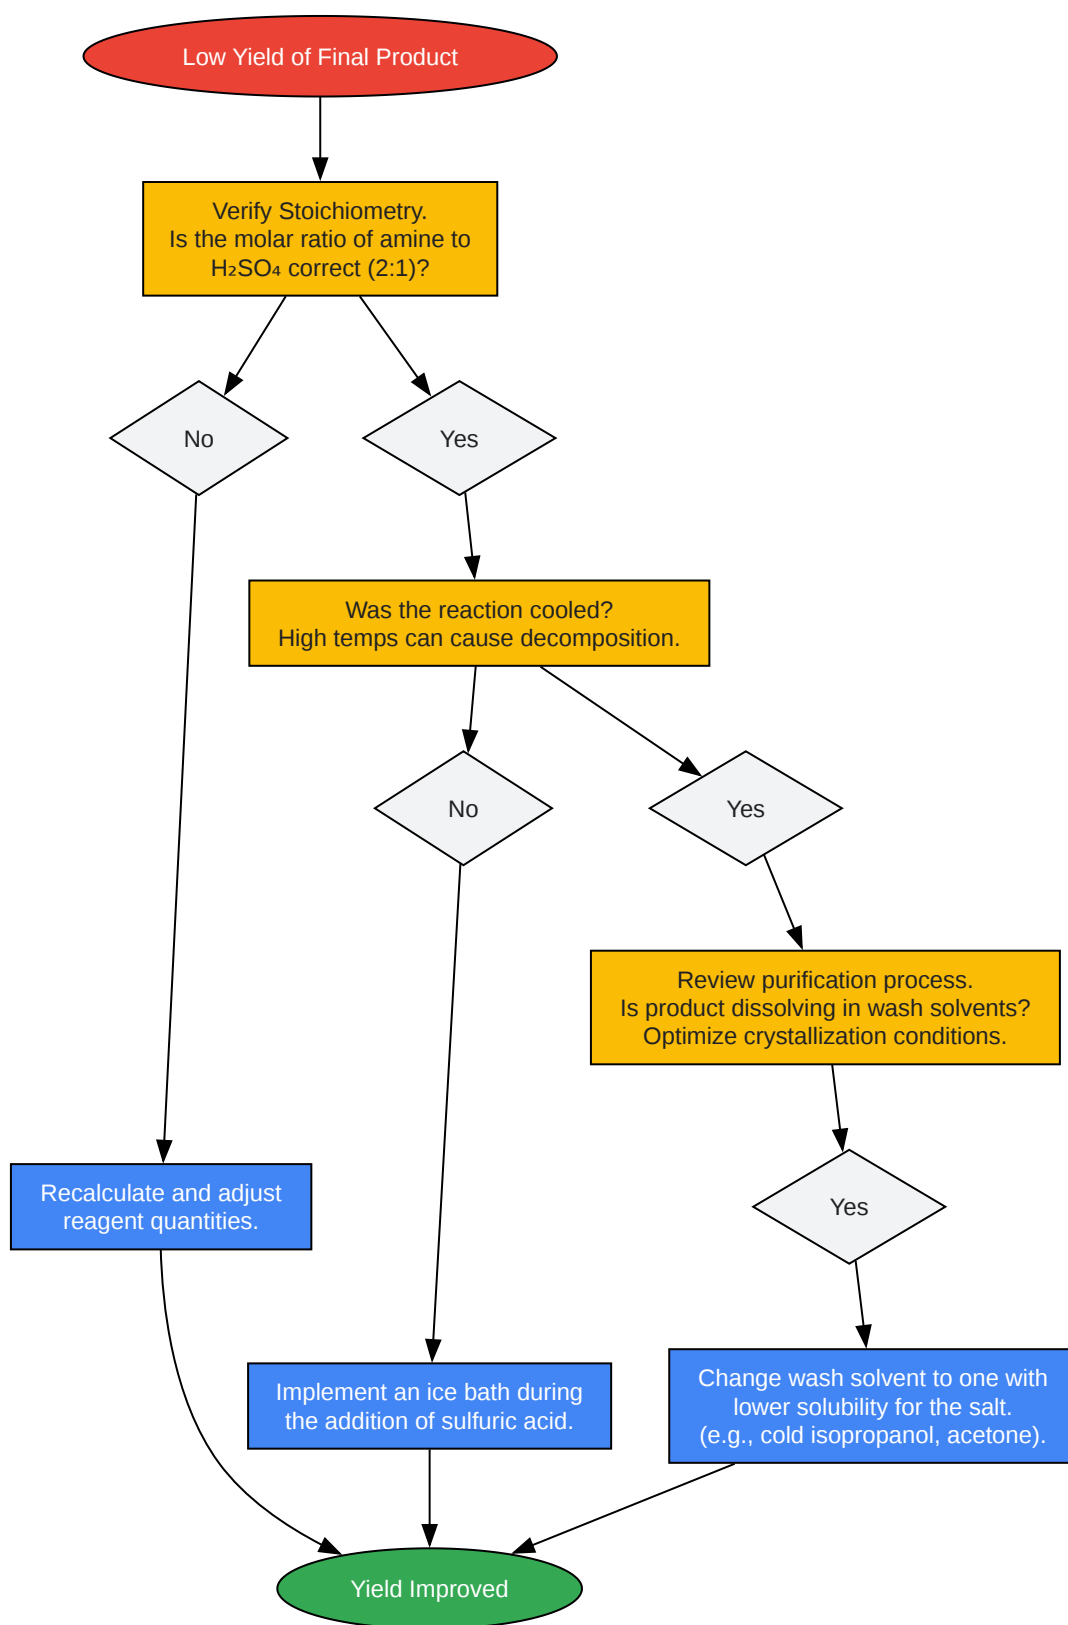 Low Yield of Final Product
Verify Stoichiometry.
Is the molar ratio of amine to
H₂SO₄ correct (2:1)?
No
Yes
Was the reaction cooled?
High temps can cause decomposition.
No
Yes
Review purification process.
Is product dissolving in wash solvents?
Optimize crystallization conditions.
Recalculate and adjust
reagent quantities.
Yes
Implement an ice bath during
the addition of sulfuric acid.
Change wash solvent to one with
lower solubility for the salt.
(e.g., cold isopropanol, acetone).
Yield Improved